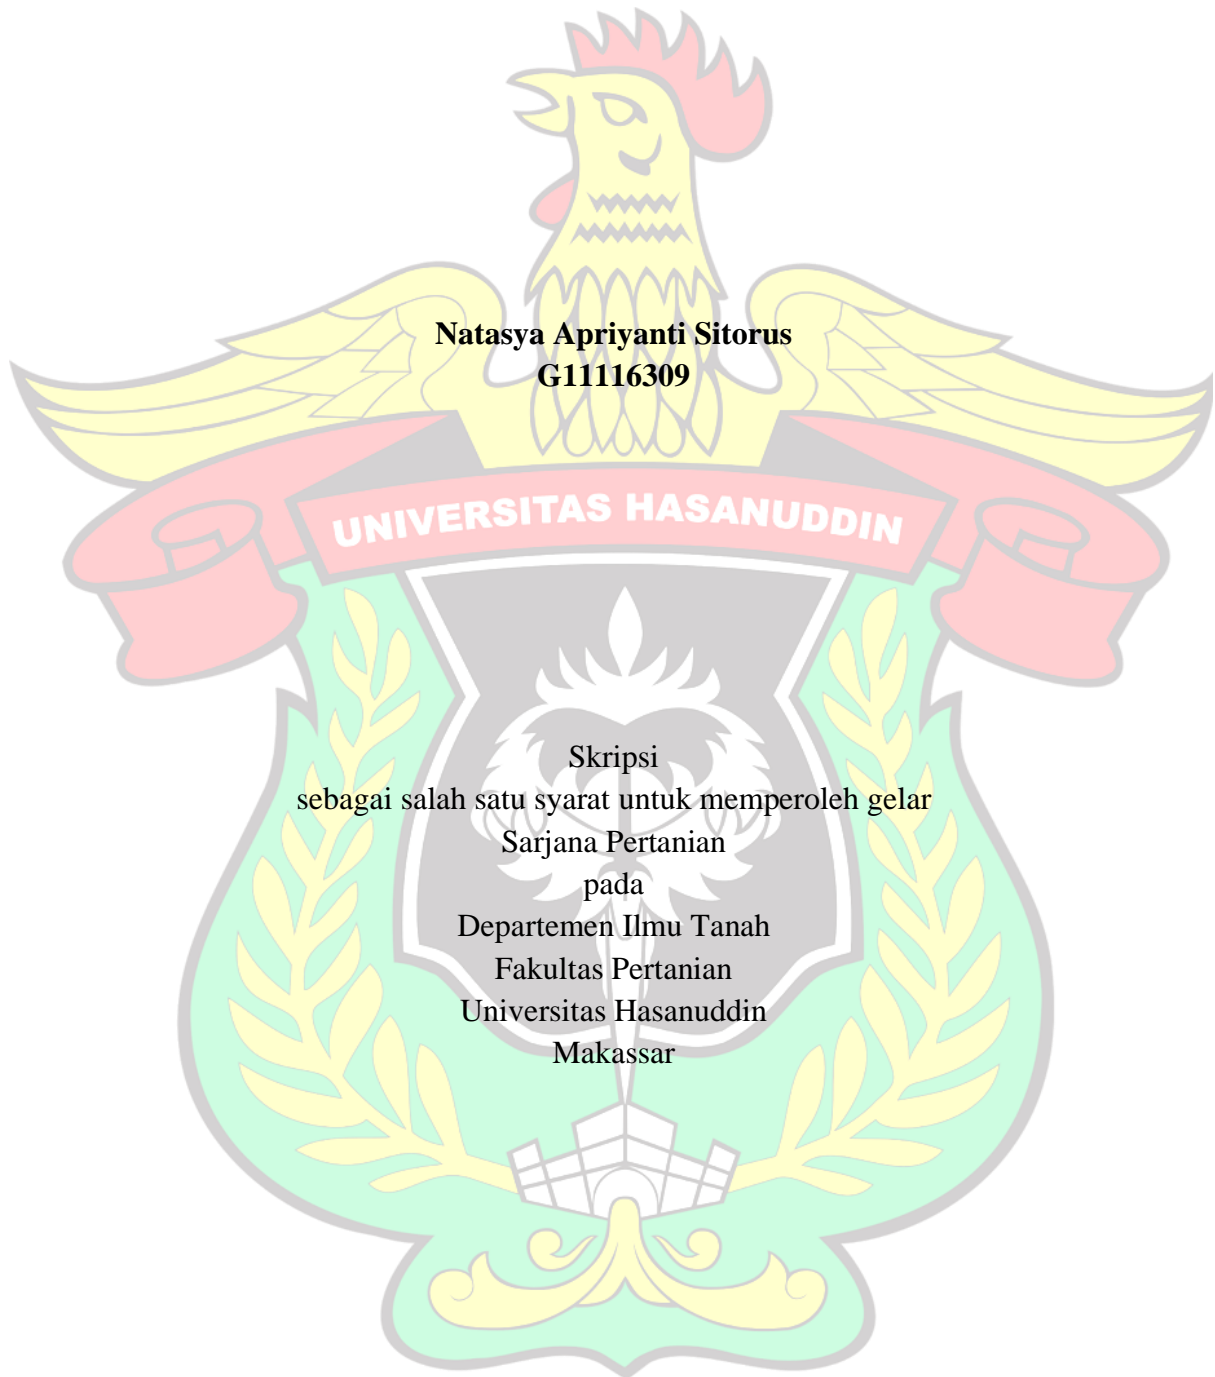 Natasya Apriyanti Sitorus
G11116309
UNIVERSITAS HASANUDDIN
Skripsi
sebagai salah satu syarat untuk memperoleh gelar
Sarjana Pertanian
pada
Departemen Ilmu Tanah
Fakultas Pertanian
Universitas Hasanuddin
Makassar